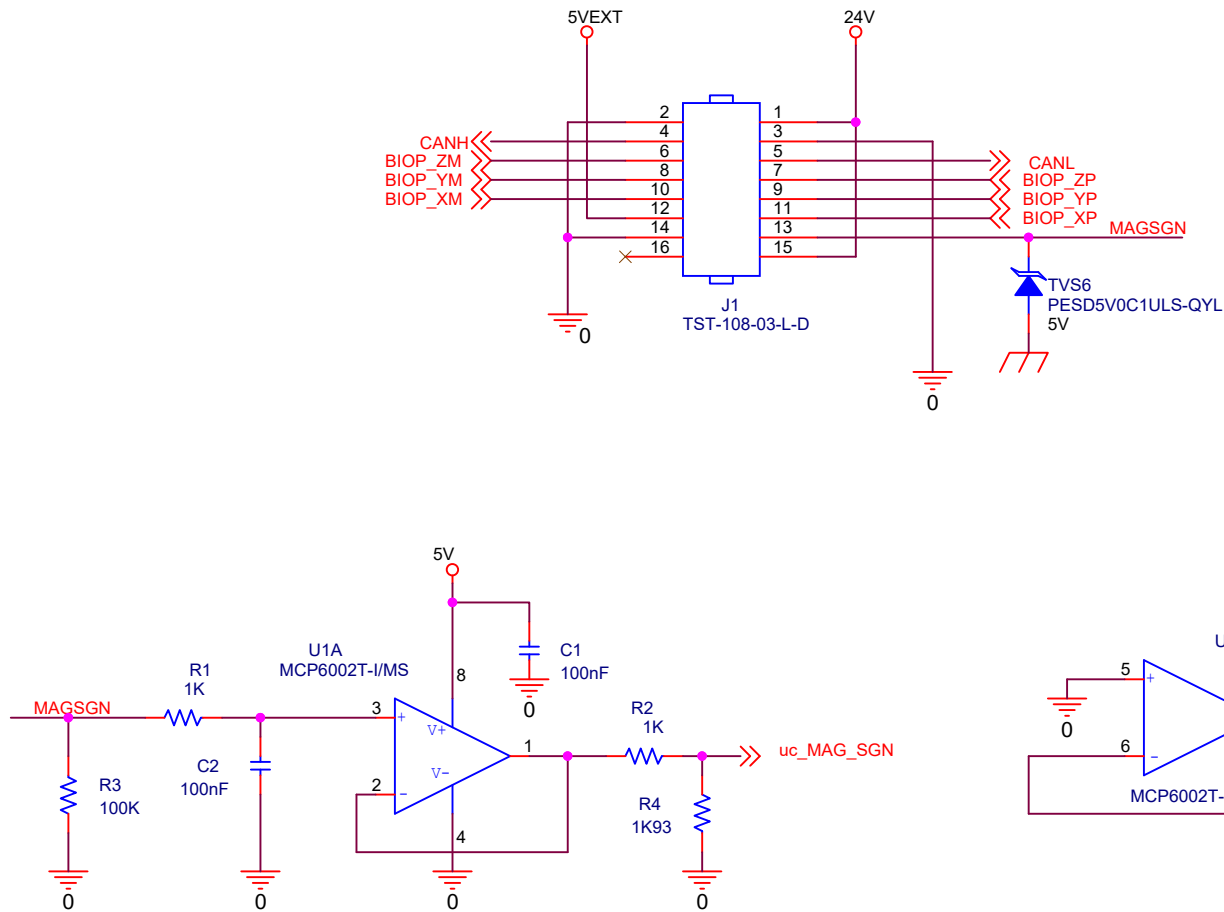 5VEXT
24V
2
1
4
3
6
5
8
7
10
9
12
11
14
13
16
15
CANH
BIOP_ZM
BIOP_YM
BIOP_XM
CANL
BIOP_ZP
BIOP_YP
BIOP_XP
MAGSGN
J1
TST-108-03-L-D
TVS6
PESD5V0C1ULS-QYL
5V
0
0
5V
U1A
MCP6002T-I/MS
8
C1
100nF
0
R1
1K
MAGSGN
3
+
V+
V-
2
-
1
4
R2
1K
uc_MAG_SGN
C2
100nF
R3
100K
R4
1K93
0
0
0
0
U
5
+
0
6
-
MCP6002T-